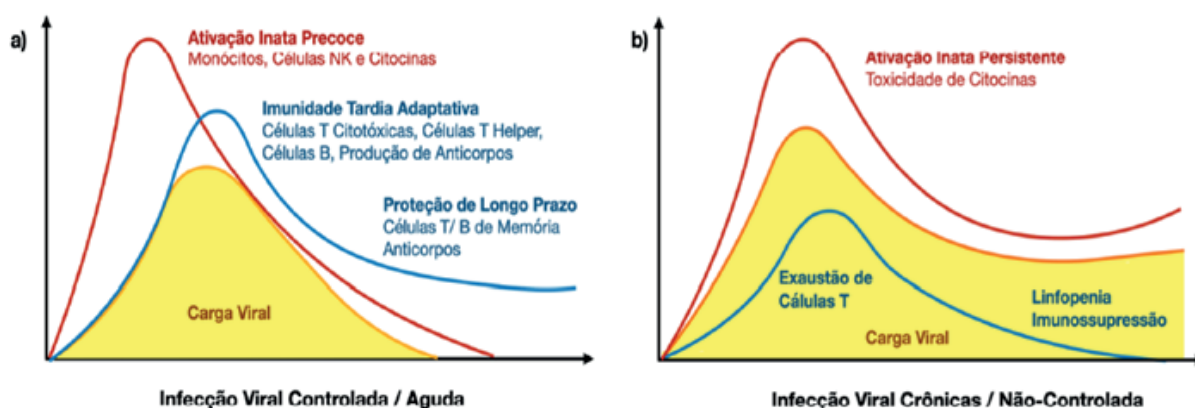 a)
Ativação Inata Precoce
Monócitos, Células NK e Citocinas
Imunidade Tardia Adaptativa
Células T Citotóxicas, Células T Helper,
Células B, Produção de Anticorpos
Proteção de Longo Prazo
Células T/ B de Memória
Anticorpos
Carga Viral
Infecção Viral Controlada / Aguda
b)
Ativação Inata Persistente
Toxicidade de Citocinas
Exaustão de
Cálulas T
Linfopenia
Imunossupressão
Carga Viral
Infecção Viral Crônicas / Não-Controlada